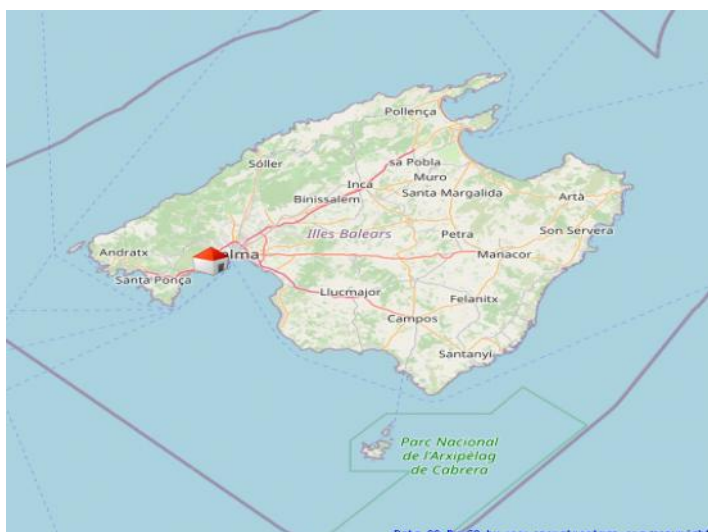 Pollença
sa Pobla
Sóller
Muro
Inca
Santa Margalida
Binissalem
Artà
Illes Balears
Petra
Son Servera
Andratx
Manacor
Santa Ponça
Llucmajor
Felanitx
Campos
Santanyí
Parc Nacional
de l'Arxipèlag
de Cabrera